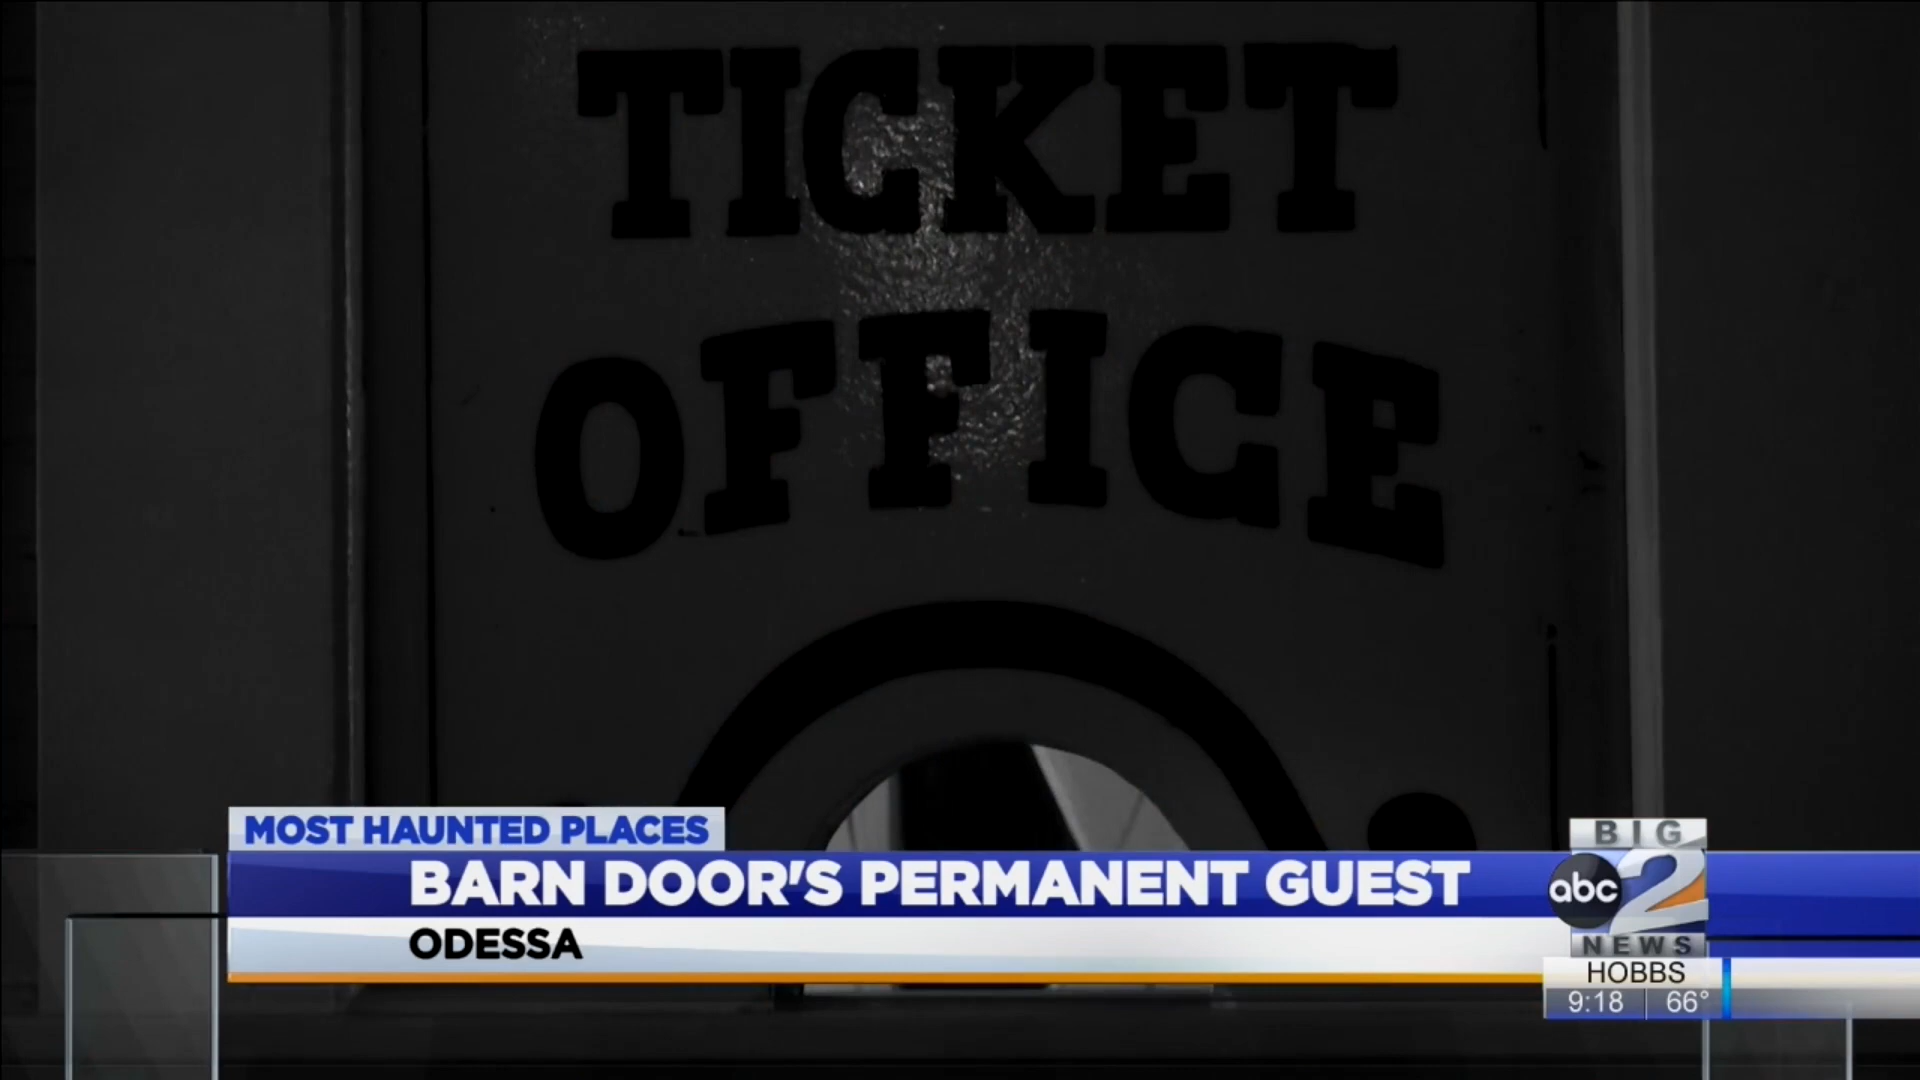 TICKET
OFFICE
MOST HAUNTED PLACES
BARN DOOR'S PERMANENT GUEST
ODESSA
BIG
abc 2
NEWS
HOBBS
9:18 66°